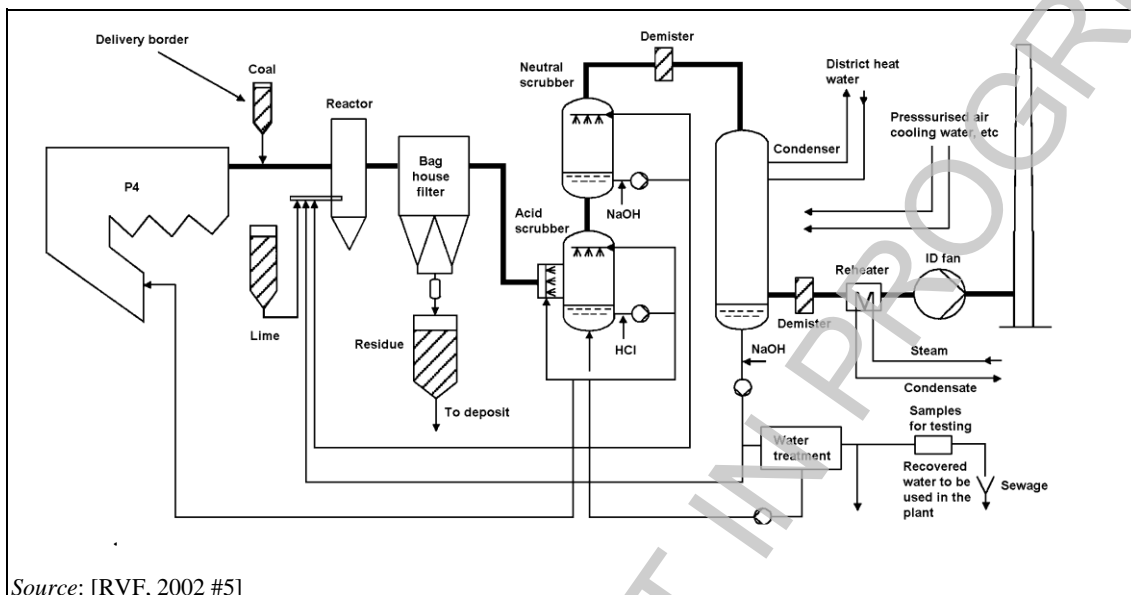 Delivery border
Coal
Reactor
P4
Lime
Bag
house
filter
Residue
To deposit
Neutral
scrubber
Demister
NaOH
Acid
scrubber
HCl
Condenser
District heat
water
Presssurised air
cooling water, etc
ID fan
Reheater
M
Demister
Steam
Condensate
NaOH
Water
treatment
Samples
for testing
Recovered
water to be
used in the
plant
Sewage
Source: [RVF, 2002 #5]
T IN PROGR